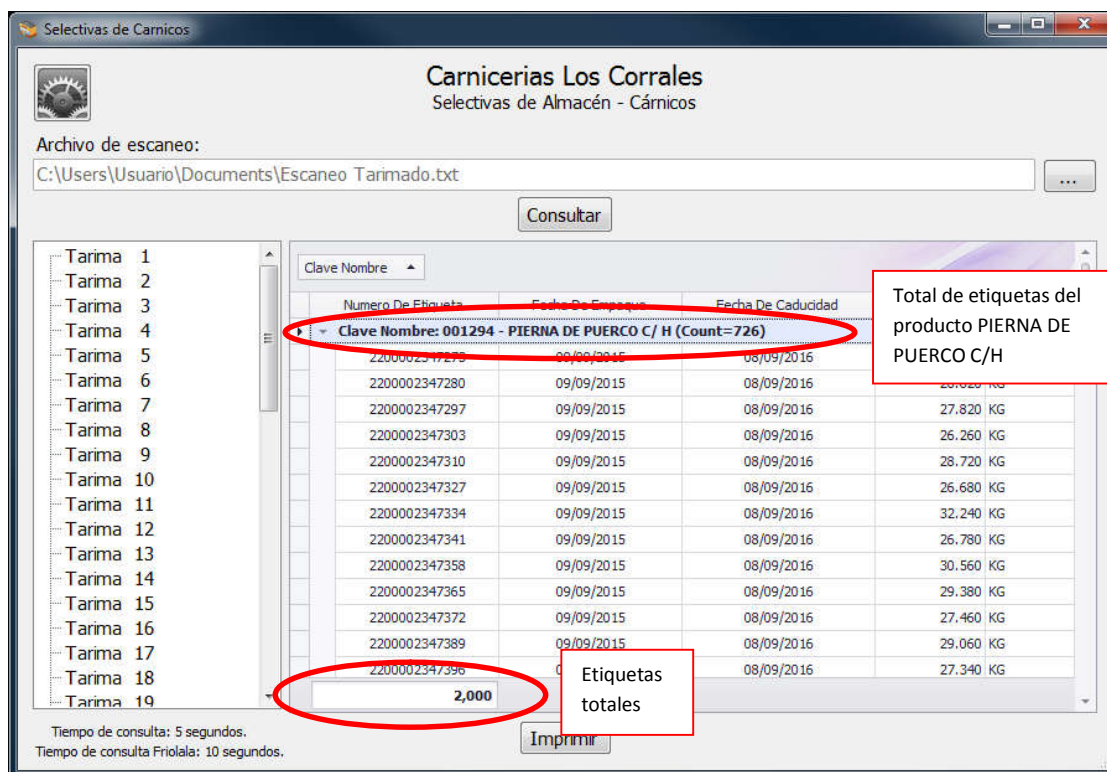 Selectivas de Carnicos
Carnicerias Los Corrales
Selectivas de Almacén - Cárnicos
Archivo de escaneo:
C:\Users\Usuario\Documents\Escaneo Tarimado.txt
...
Consultar
Tarima 1
Tarima 2
Tarima 3
Tarima 4
Tarima 5
Tarima 6
Tarima 7
Tarima 8
Tarima 9
Tarima 10
Tarima 11
Tarima 12
Tarima 13
Tarima 14
Tarima 15
Tarima 16
Tarima 17
Tarima 18
Tarima 19
Clave Nombre
Numero De Etiqueta Fecha De Empaque Fecha De Caducidad
Clave Nombre: 001294 - PIERNA DE PUERCO C/ H (Count=726)
2200002347273 09/09/2015 08/09/2016
2200002347280 09/09/2015 08/09/2016 KG
2200002347297 09/09/2015 08/09/2016 27.820 KG
2200002347303 09/09/2015 08/09/2016 26.260 KG
2200002347310 09/09/2015 08/09/2016 28.720 KG
2200002347327 09/09/2015 08/09/2016 26.680 KG
2200002347334 09/09/2015 08/09/2016 32.240 KG
2200002347341 09/09/2015 08/09/2016 26.780 KG
2200002347358 09/09/2015 08/09/2016 30.560 KG
2200002347365 09/09/2015 08/09/2016 29.380 KG
2200002347372 09/09/2015 08/09/2016 27.460 KG
2200002347389 09/09/2015 08/09/2016 29.060 KG
2200002347396 08/09/2016 27.340 KG
2,000
Total de etiquetas del
producto PIERNA DE
PUERCO C/H
Etiquetas
totales
Tiempo de consulta: 5 segundos.
Tiempo de consulta Friolala: 10 segundos.
Imprimir